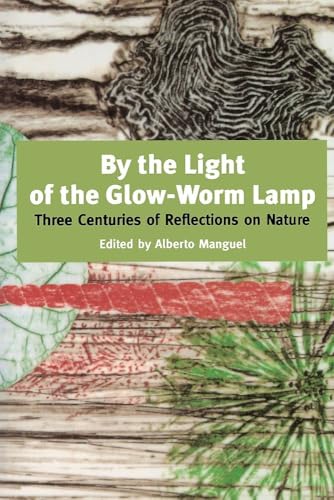 By the Light
of the Glow-Worm Lamp
Three Centuries of Reflections on Nature
Edited by Alberto Manguel